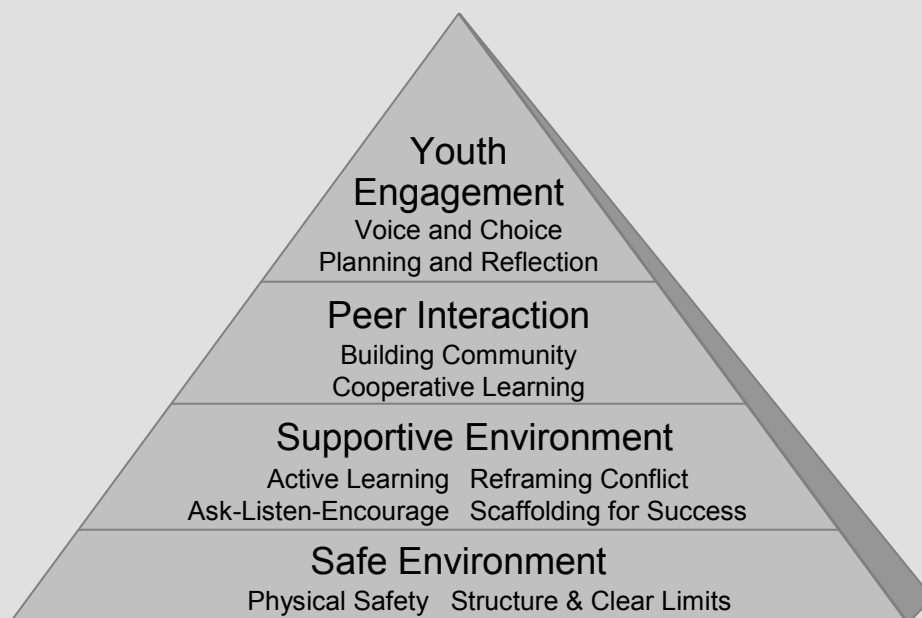 Youth
Engagement
Voice and Choice
Planning and Reflection
Peer Interaction
Building Community
Cooperative Learning
Supportive Environment
Active Learning Reframing Conflict
Ask-Listen-Encourage Scaffolding for Success
Safe Environment
Physical Safety Structure & Clear Limits